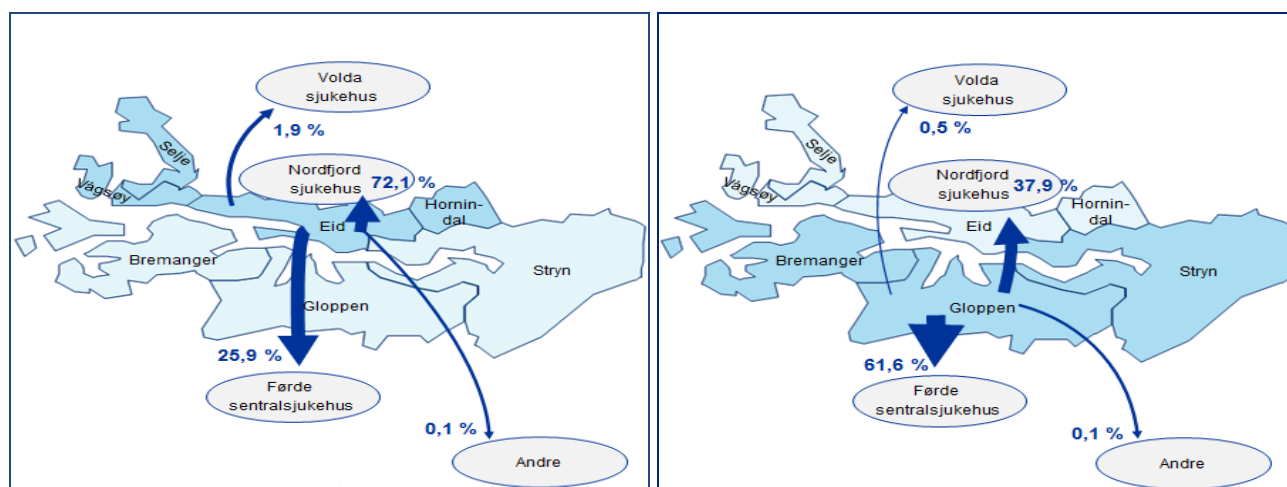 Volda
sjukehus
1,9 %
Selje
Nordfjord
sjukehus
72,1 %
Vågsøy
Hornin-
dal
Eid
Bremanger
Stryn
Gloppen
25,9 %
Førde
sentralsjukehus
0,1 %
Andre
Volda
sjukehus
0,5 %
Selje
Nordfjord
sjukehus
37,9 %
Vågsøy
Hornin-
dal
Eid
Bremanger
Stryn
Gloppen
61,6 %
Førde
sentralsjukehus
0,1 %
Andre